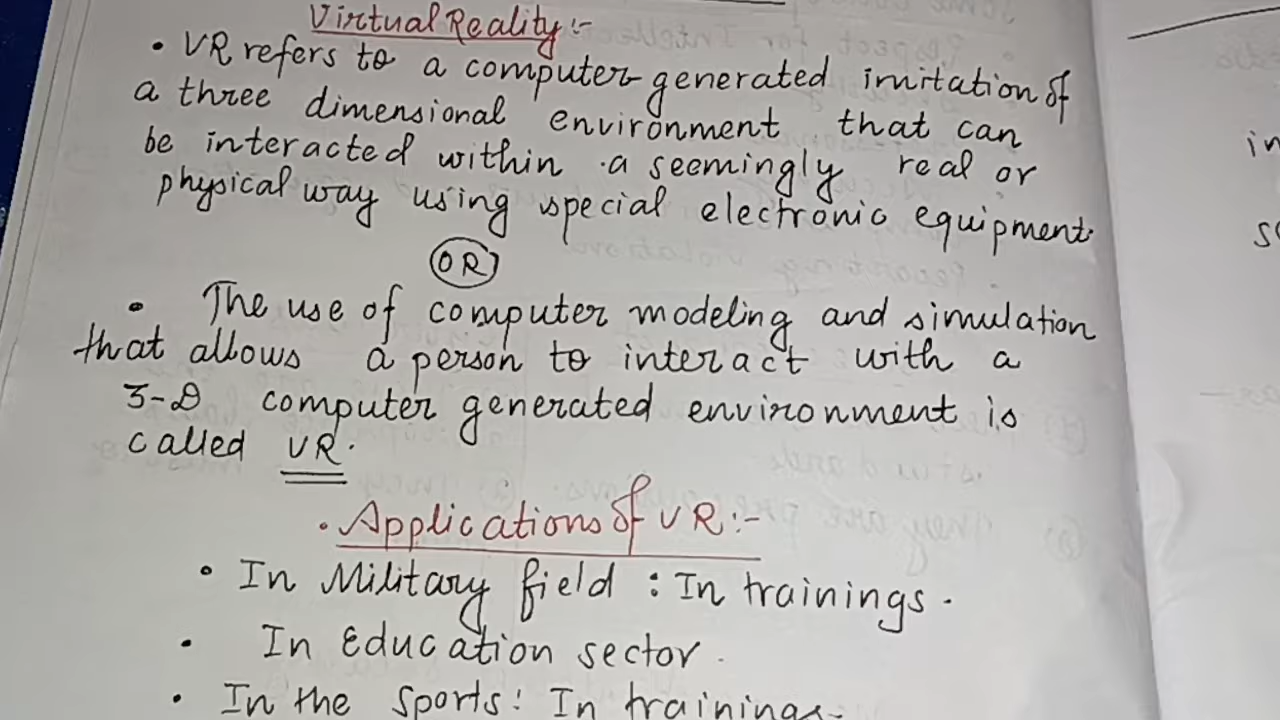 Virtual Reality :-
• VR refers to a computer generated imitation of
a three dimensional environment that can
be interacted within a seemingly real or
physical way using special electronic equipment.
OR
• The use of computer modeling and simulation
that allows a person to interact with a
3-D computer generated environment is
called VR.
• Applications of VR :-
• In Military field : In trainings.
• In Education sector.
• In the sports : In trainings.
in